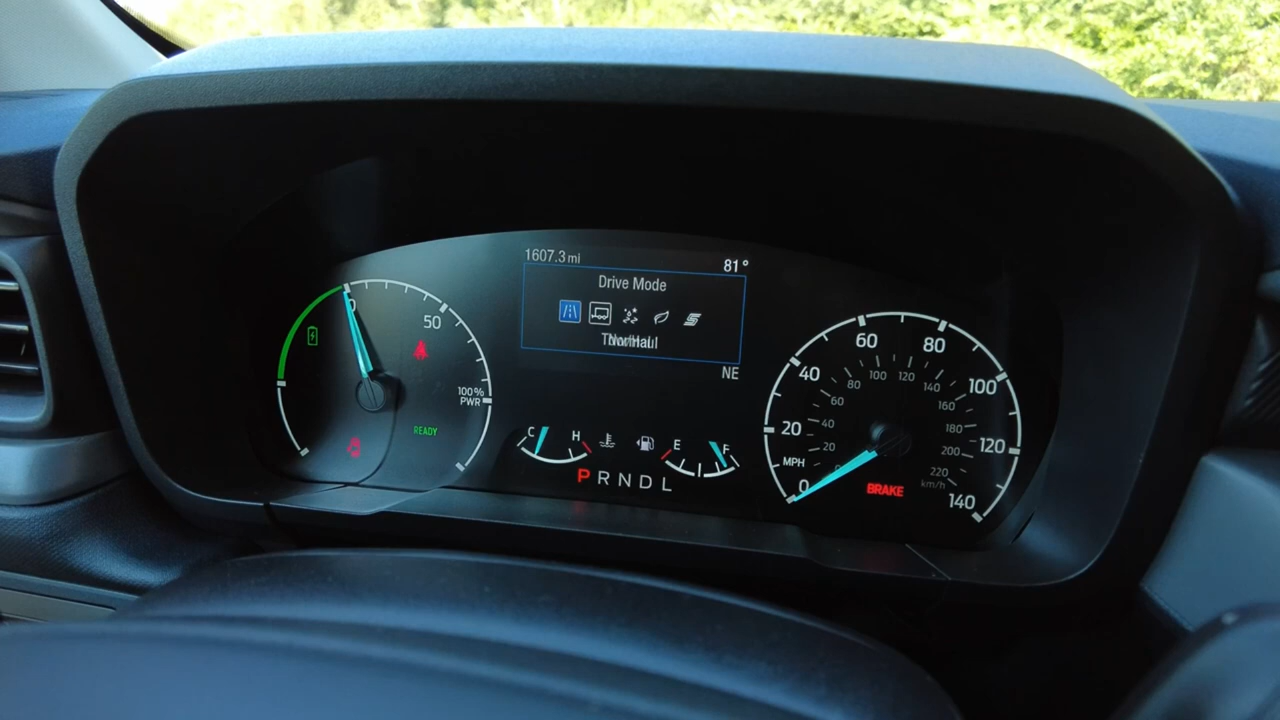 1607.3 mi 81°
Drive Mode
NE
0
50
100%
PWR
READY
C H E F
P R N D L
0 20 40 60 80 100 120 140
MPH
20 40 60 80 100 120 140 160 180 200 220
km/h
BRAKE